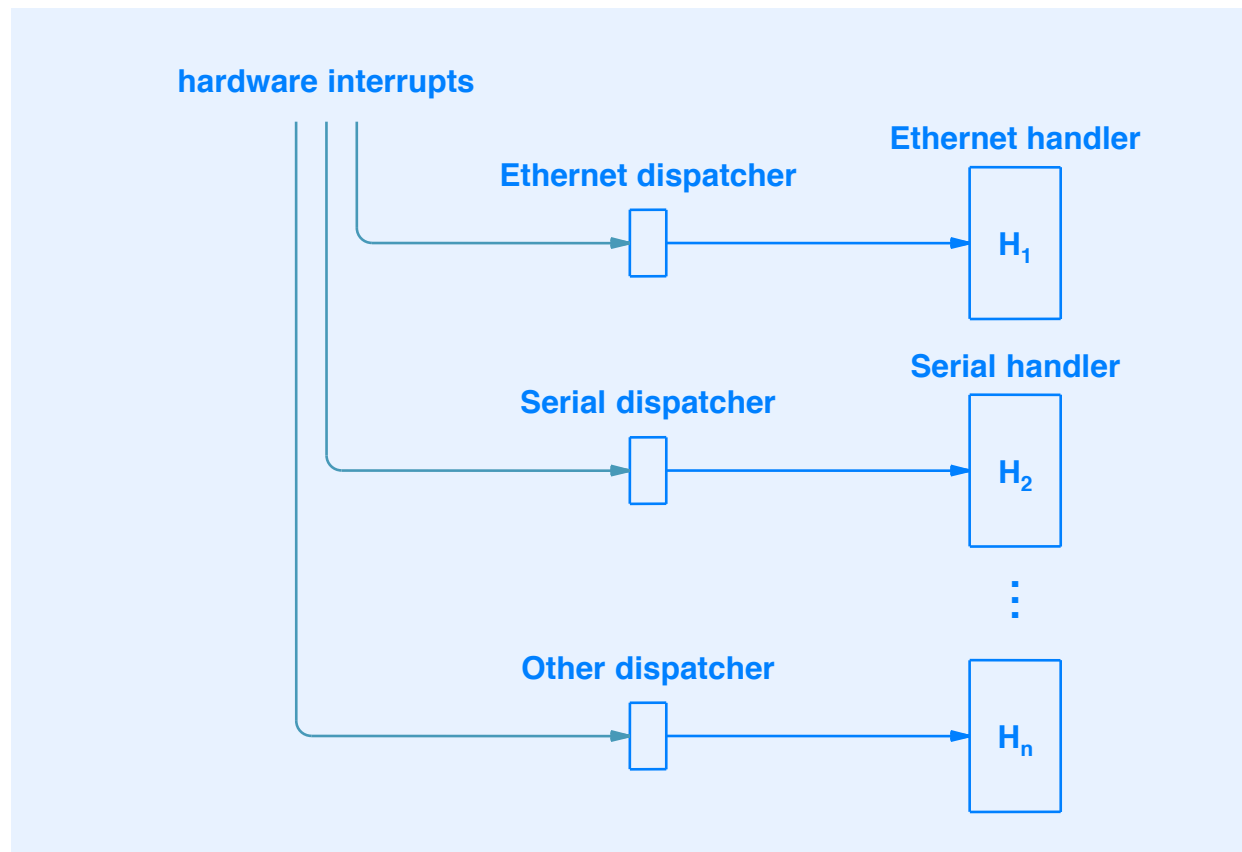 hardware interrupts
Ethernet handler
Ethernet dispatcher
H₁
Serial handler
Serial dispatcher
H₂
Other dispatcher
Hₙ